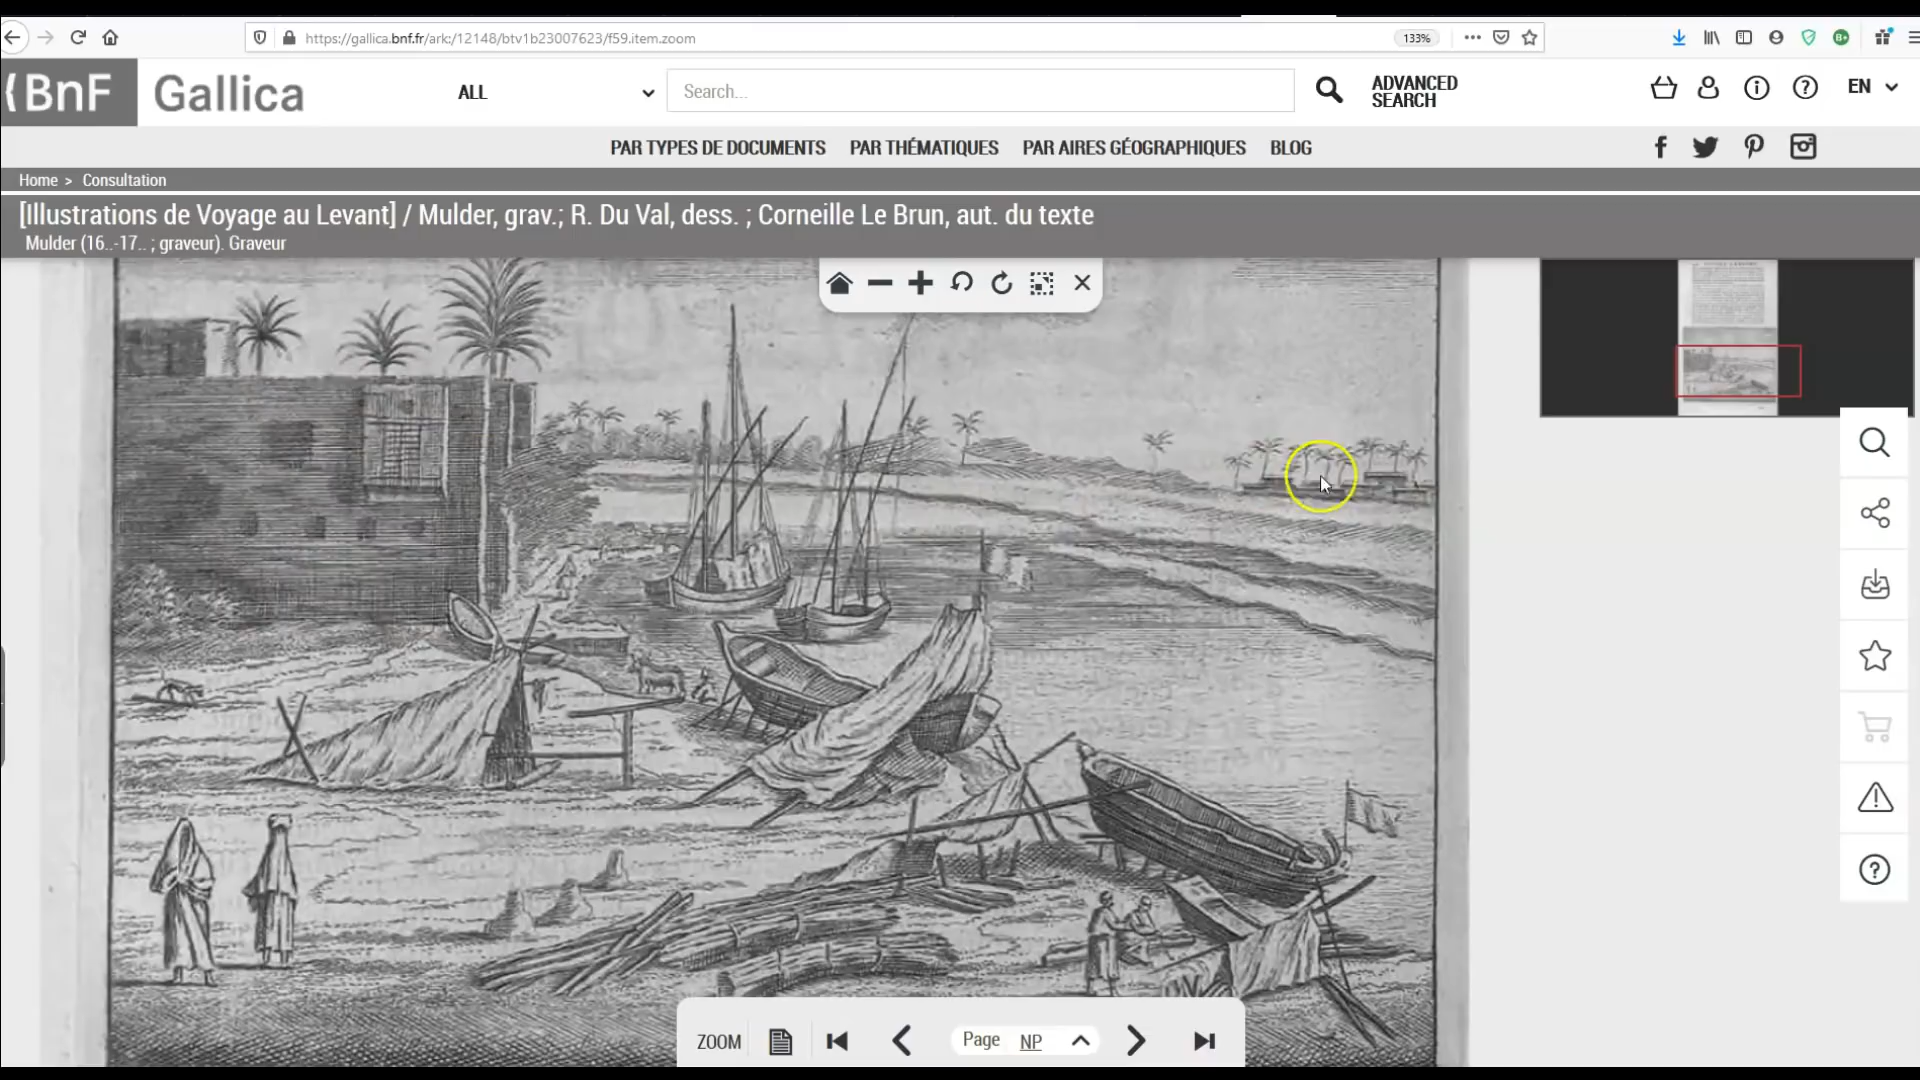 https://gallica.bnf.fr/ark:/12148/btv1b23007623/f59.item.zoom
133%
BnF
Gallica
ALL
Search...
ADVANCED
SEARCH
EN
PAR TYPES DE DOCUMENTS
PAR THÉMATIQUES
PAR AIRES GÉOGRAPHIQUES
BLOG
Home > Consultation
[Illustrations de Voyage au Levant] / Mulder, grav.; R. Du Val, dess. ; Corneille Le Brun, aut. du texte
Mulder (16..-17.. ; graveur). Graveur
ZOOM
Page NP